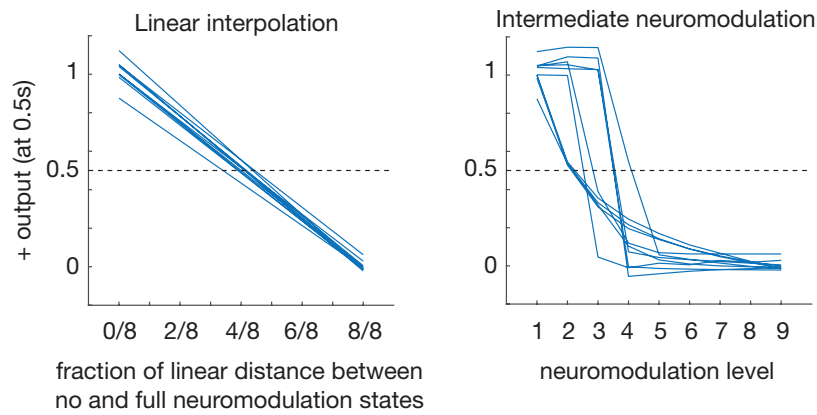 Linear interpolation
+ output (at 0.5s)
1
0.5
0
0/8 2/8 4/8 6/8 8/8
fraction of linear distance between
no and full neuromodulation states
Intermediate neuromodulation
1
0.5
0
1 2 3 4 5 6 7 8 9
neuromodulation level